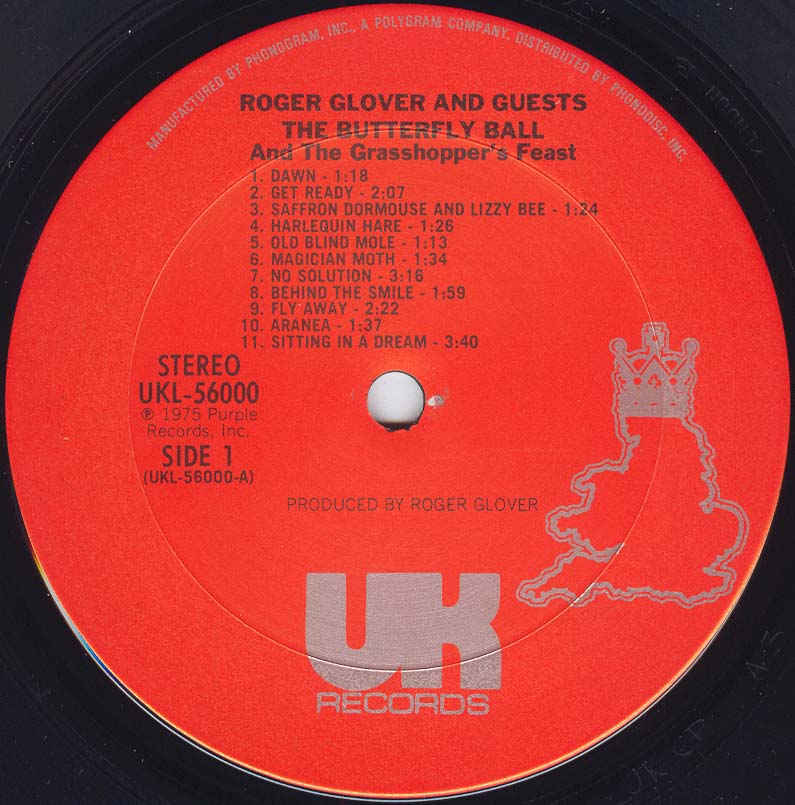 MANUFACTURED BY PHONOGRAM, INC., A POLYGRAM COMPANY. DISTRIBUTED BY PHONODISC, INC.
ROGER GLOVER AND GUESTS
THE BUTTERFLY BALL
And The Grasshopper's Feast
1. DAWN - 1:18
2. GET READY - 2:07
3. SAFFRON DORMOUSE AND LIZZY BEE - 1:24
4. HARLEQUIN HARE - 1:26
5. OLD BLIND MOLE - 1:13
6. MAGICIAN MOTH - 1:34
7. NO SOLUTION - 3:16
8. BEHIND THE SMILE - 1:59
9. FLY AWAY - 2:22
10. ARANEA - 1:37
11. SITTING IN A DREAM - 3:40
STEREO
UKL-56000
℗ 1975 Purple
Records, Inc.
SIDE 1
(UKL-56000-A)
PRODUCED BY ROGER GLOVER
UK
RECORDS